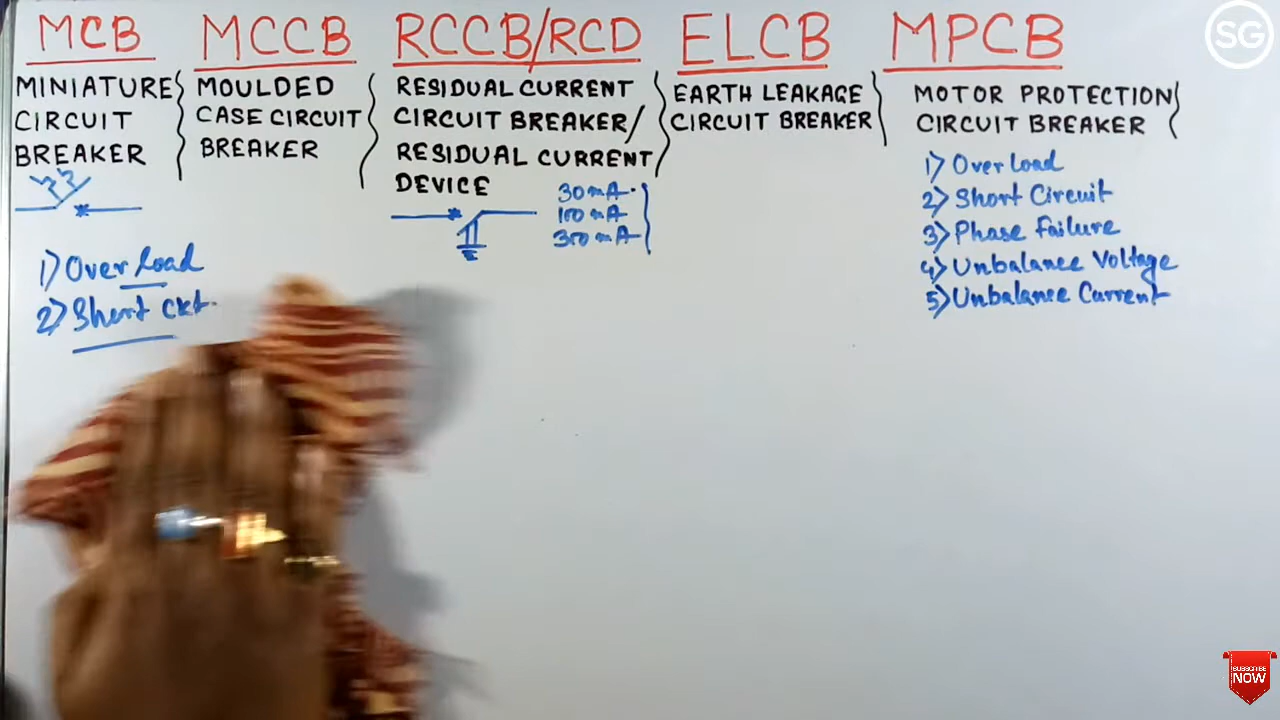 MCB
MINIATURE
CIRCUIT
BREAKER
1) Over Load
2) Short Ckt.
MCCB
MOULDED
CASE CIRCUIT
BREAKER
RCCB/RCD
RESIDUAL CURRENT
CIRCUIT BREAKER/
RESIDUAL CURRENT
DEVICE
30mA
100mA
300mA
ELCB
EARTH LEAKAGE
CIRCUIT BREAKER
MPCB
MOTOR PROTECTION
CIRCUIT BREAKER
1) Over Load
2) Short Circuit
3) Phase Failure
4) Unbalance Voltage
5) Unbalance Current
SG
SUBSCRIBE
NOW